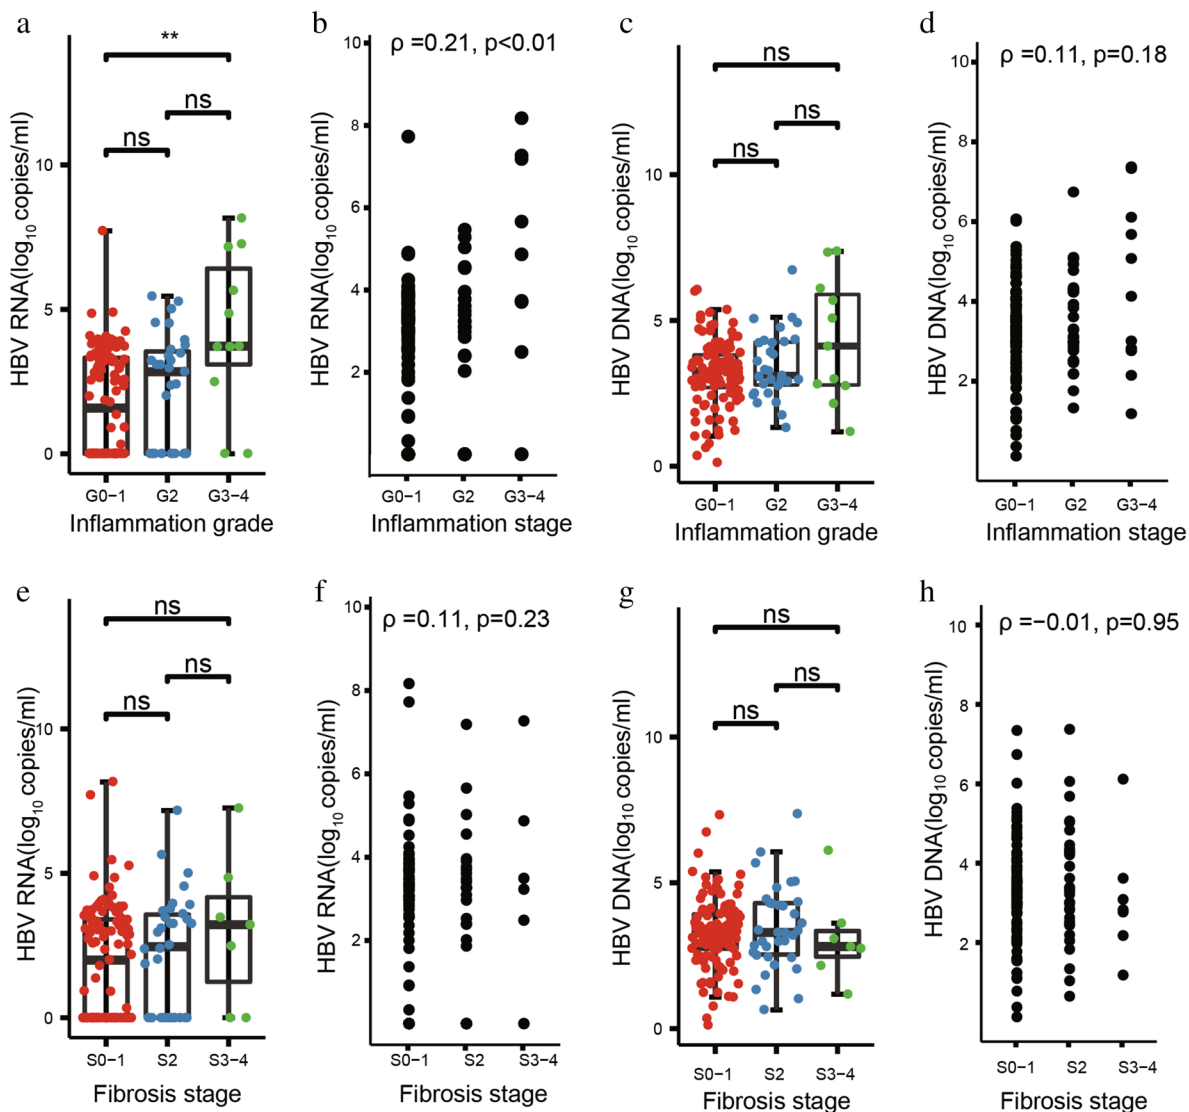 a
**
ns
ns
HBV RNA(log10 copies/ml)
10
5
0
G0−1
G2
G3−4
Inflammation grade
b
ρ =0.21, p<0.01
HBV RNA(log10 copies/ml)
10
8
6
4
2
G0−1
G2
G3−4
Inflammation stage
c
ns
ns
ns
HBV DNA(log10 copies/ml)
10
5
0
G0−1
G2
G3−4
Inflammation grade
d
ρ =0.11, p=0.18
HBV DNA(log10 copies/ml)
10
8
6
4
2
G0−1
G2
G3−4
Inflammation stage
e
ns
ns
ns
HBV RNA(log10 copies/ml)
10
5
0
S0−1
S2
S3−4
Fibrosis stage
f
ρ =0.11, p=0.23
HBV RNA(log10 copies/ml)
10
8
6
4
2
S0−1
S2
S3−4
Fibrosis stage
g
ns
ns
ns
HBV DNA(log10 copies/ml)
10
5
0
S0−1
S2
S3−4
Fibrosis stage
h
ρ =−0.01, p=0.95
HBV DNA(log10 copies/ml)
10
8
6
4
2
S0−1
S2
S3−4
Fibrosis stage